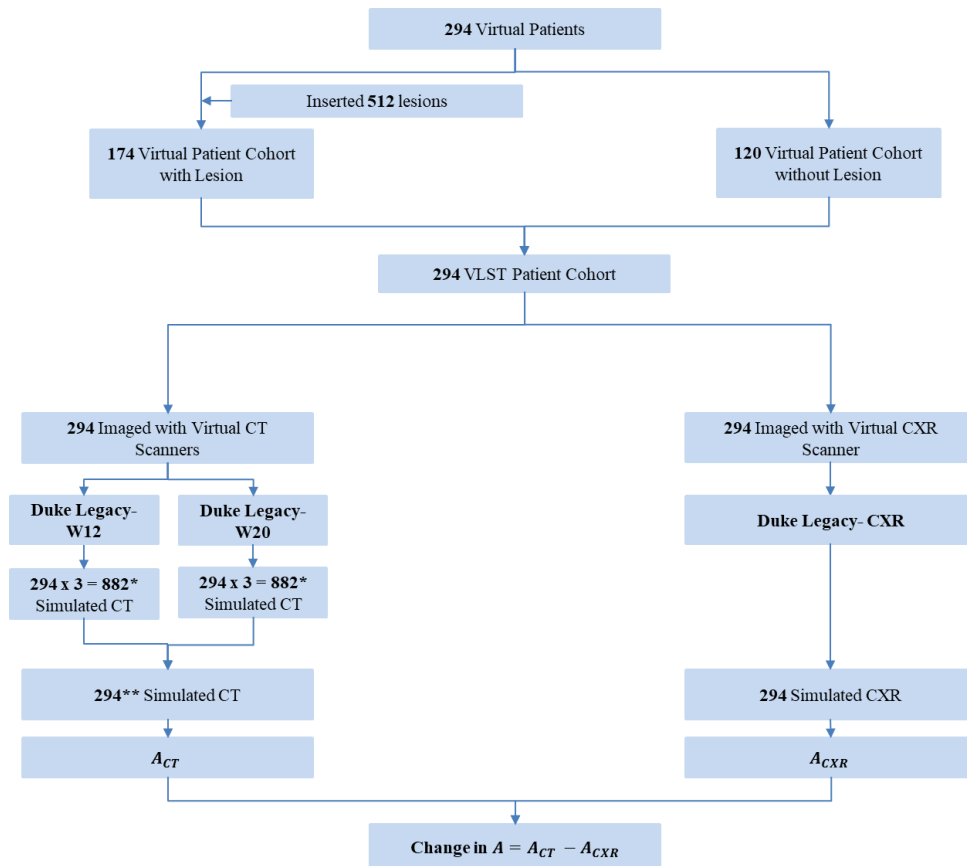 294 Virtual Patients
Inserted 512 lesions
174 Virtual Patient Cohort
with Lesion
120 Virtual Patient Cohort
without Lesion
294 VLST Patient Cohort
294 Imaged with Virtual CT
Scanners
294 Imaged with Virtual CXR
Scanner
Duke Legacy-
W12
Duke Legacy-
W20
Duke Legacy- CXR
294 x 3 = 882*
Simulated CT
294 x 3 = 882*
Simulated CT
294** Simulated CT
294 Simulated CXR
A_CT
A_CXR
Change in A = A_CT − A_CXR